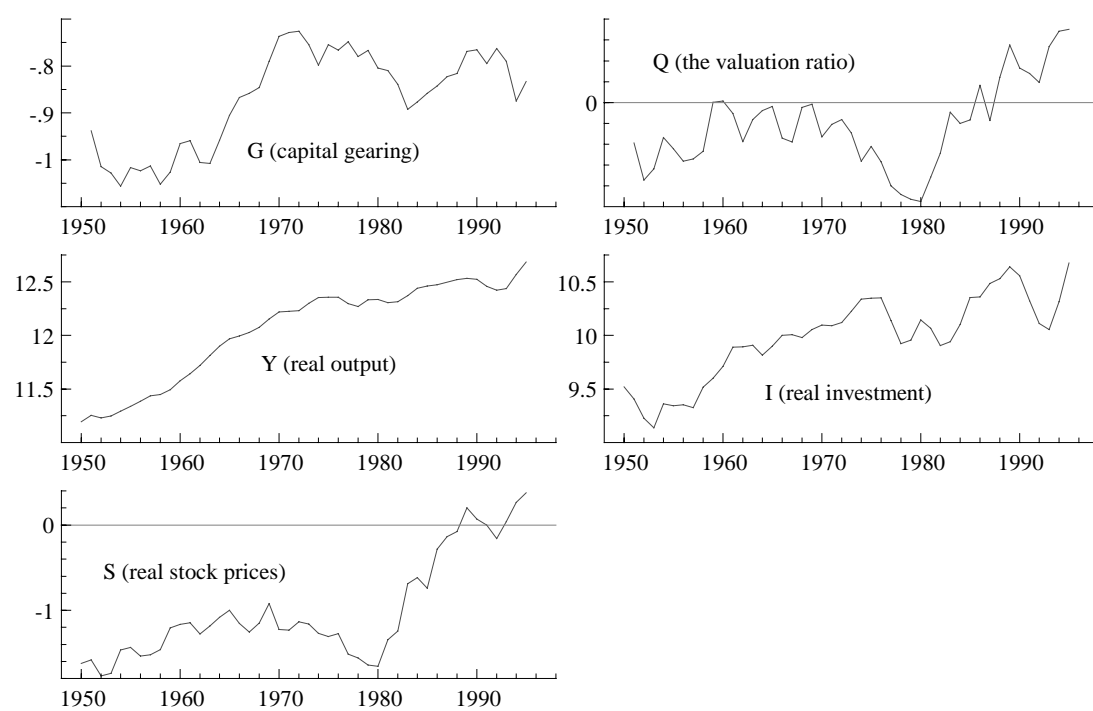 -.8
-.9
-1
G (capital gearing)
1950 1960 1970 1980 1990
0
Q (the valuation ratio)
1950 1960 1970 1980 1990
12.5
12
11.5
Y (real output)
1950 1960 1970 1980 1990
10.5
10
9.5
I (real investment)
1950 1960 1970 1980 1990
0
-1
S (real stock prices)
1950 1960 1970 1980 1990